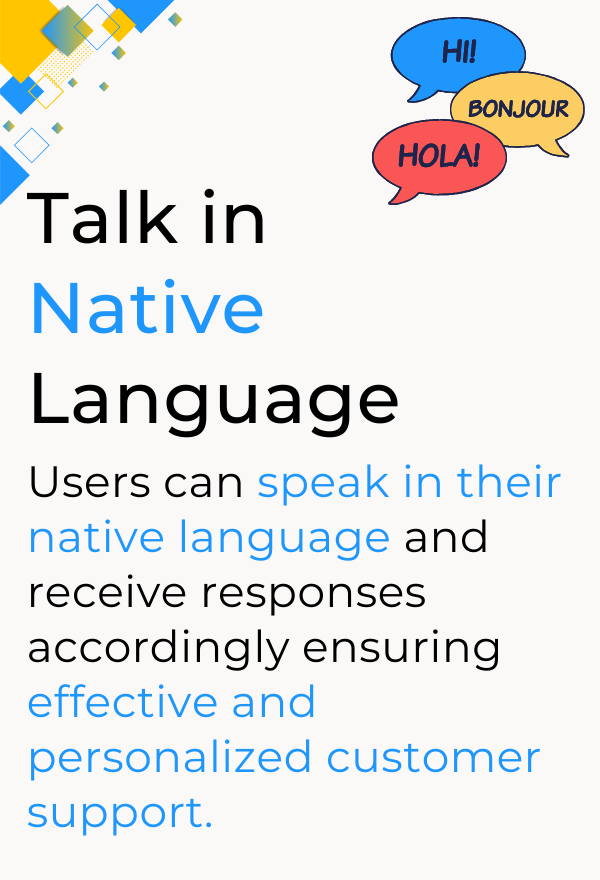 HI!
BONJOUR
HOLA!
Talk in
Native
Language
Users can speak in their
native language and
receive responses
accordingly ensuring
effective and
personalized customer
support.